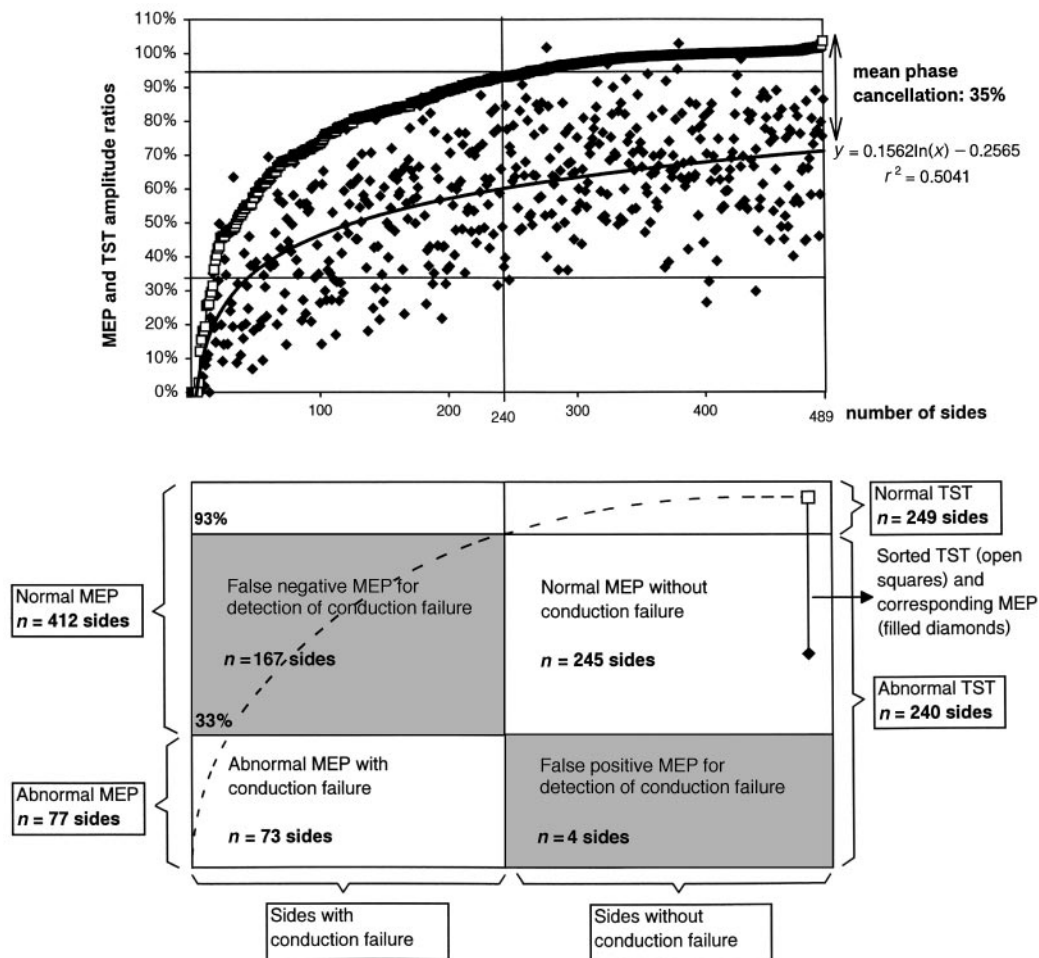 MEP and TST amplitude ratios
110%
100%
90%
80%
70%
60%
50%
40%
30%
20%
10%
0%
100
200
240
300
400
489
number of sides
mean phase
cancellation: 35%
y = 0.1562ln(x) − 0.2565
r² = 0.5041
93%
33%
Normal MEP
n = 412 sides
Abnormal MEP
n = 77 sides
False negative MEP for
detection of conduction failure
n = 167 sides
Normal MEP without
conduction failure
n = 245 sides
Abnormal MEP with
conduction failure
n = 73 sides
False positive MEP for
detection of conduction failure
n = 4 sides
Normal TST
n = 249 sides
Sorted TST (open
squares) and
corresponding MEP
(filled diamonds)
Abnormal TST
n = 240 sides
Sides with
conduction failure
Sides without
conduction failure